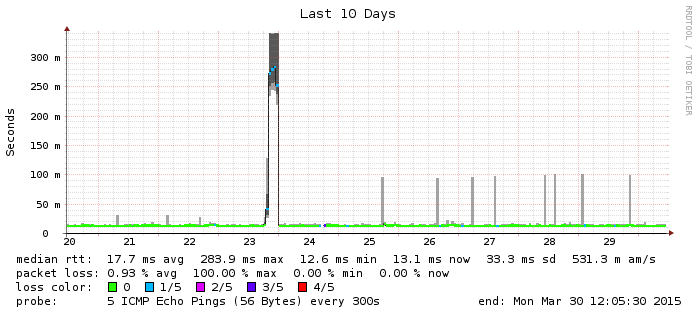 Last 10 Days
RRDTOOL / TOBI OETIKER
Seconds
300 m
250 m
200 m
150 m
100 m
50 m
0
20 21 22 23 24 25 26 27 28 29
median rtt: 17.7 ms avg 283.9 ms max 12.6 ms min 13.1 ms now 33.3 ms sd 531.3 m am/s
packet loss: 0.93 % avg 100.00 % max 0.00 % min 0.00 % now
loss color: 0 1/5 2/5 3/5 4/5
probe: 5 ICMP Echo Pings (56 Bytes) every 300s end: Mon Mar 30 12:05:30 2015